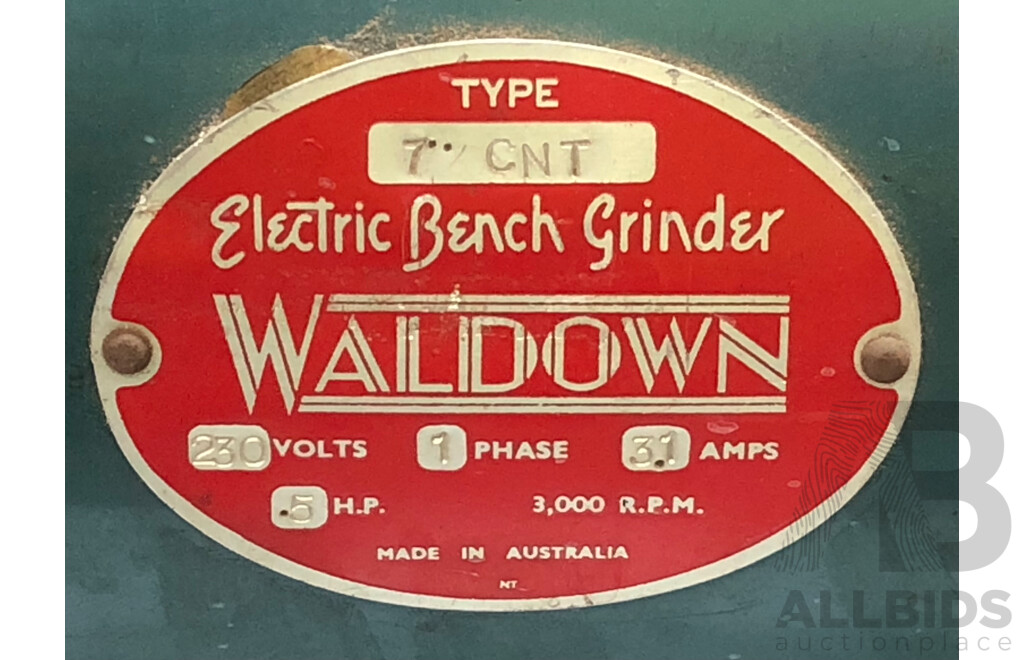 TYPE
7" CNT
Electric Bench Grinder
WALDOWN
230 VOLTS 1 PHASE 3.1 AMPS
.5 H.P. 3,000 R.P.M.
MADE IN AUSTRALIA
NT
AB
ALLBIDS
auctionplace